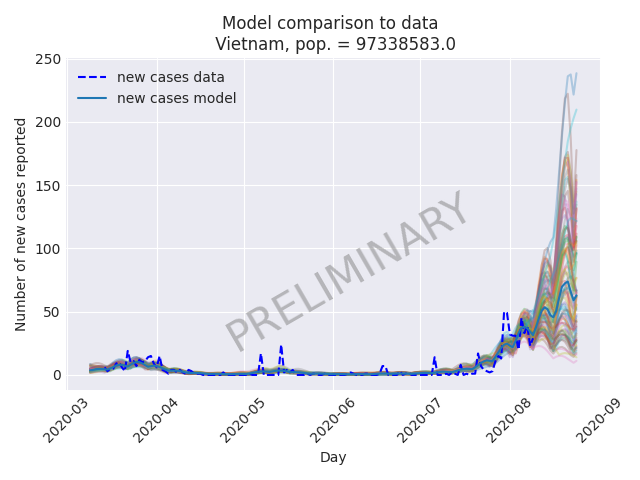 Model comparison to data
Vietnam, pop. = 97338583.0
250
200
150
100
50
0
Number of new cases reported
new cases data
new cases model
PRELIMINARY
2020-03
2020-04
2020-05
2020-06
2020-07
2020-08
2020-09
Day